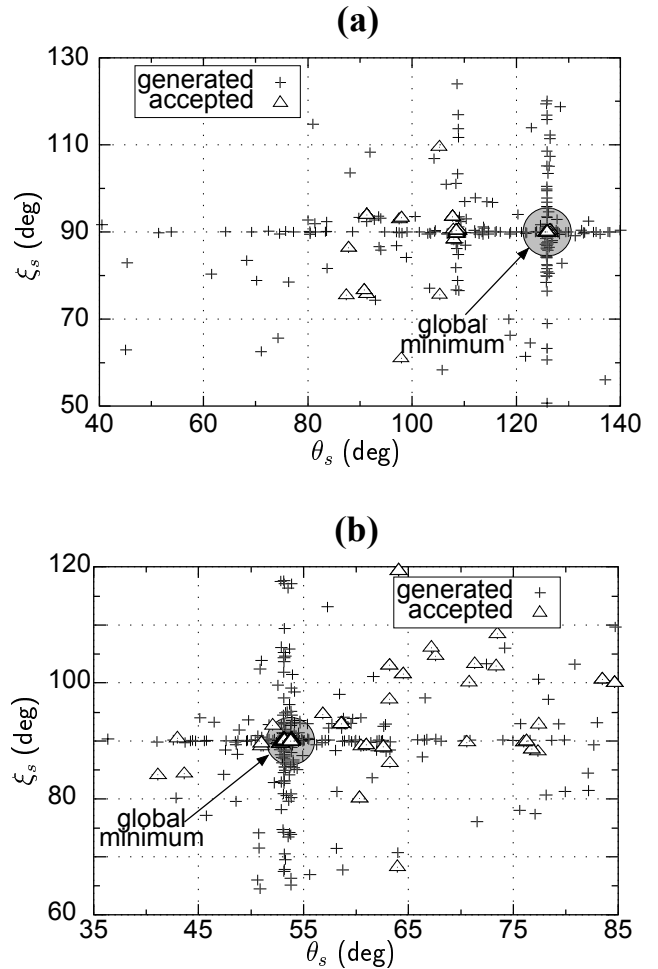 (a)
130
110
90
70
50
ξs (deg)
generated
accepted
global
minimum
40 60 80 100 120 140
θs (deg)
(b)
120
100
80
60
ξs (deg)
generated
accepted
global
minimum
35 45 55 65 75 85
θs (deg)